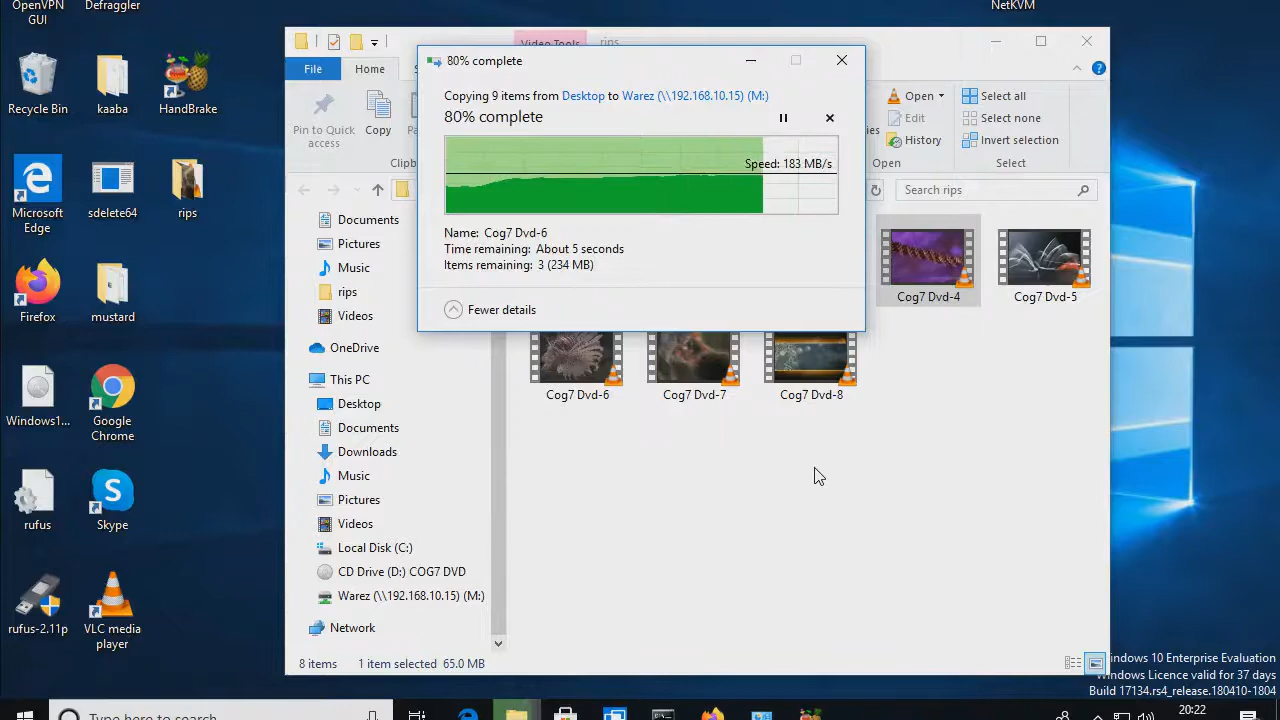 OpenVPN
GUI
Defraggler
NetKVM
Recycle Bin
kaaba
HandBrake
Microsoft
Edge
sdelete64
rips
Firefox
mustard
Windows1...
Google
Chrome
rufus
Skype
rufus-2.11p
VLC media
player
Video Tools
rips
File
Home
Pin to Quick
access
Copy
Open
Edit
History
Open
Select all
Select none
Invert selection
Select
Search rips
80% complete
Copying 9 items from Desktop to Warez (\\192.168.10.15) (M:)
80% complete
Speed: 183 MB/s
Name: Cog7 Dvd-6
Time remaining: About 5 seconds
Items remaining: 3 (234 MB)
Fewer details
Documents
Pictures
Music
rips
Videos
OneDrive
This PC
Desktop
Documents
Downloads
Music
Pictures
Videos
Local Disk (C:)
CD Drive (D:) COG7 DVD
Warez (\\192.168.10.15) (M:)
Network
Cog7 Dvd-4
Cog7 Dvd-5
Cog7 Dvd-6
Cog7 Dvd-7
Cog7 Dvd-8
8 items
1 item selected 65.0 MB
indows 10 Enterprise Evaluation
Windows Licence valid for 37 days
Build 17134.rs4_release.180410-1804
Type here to search
20:22